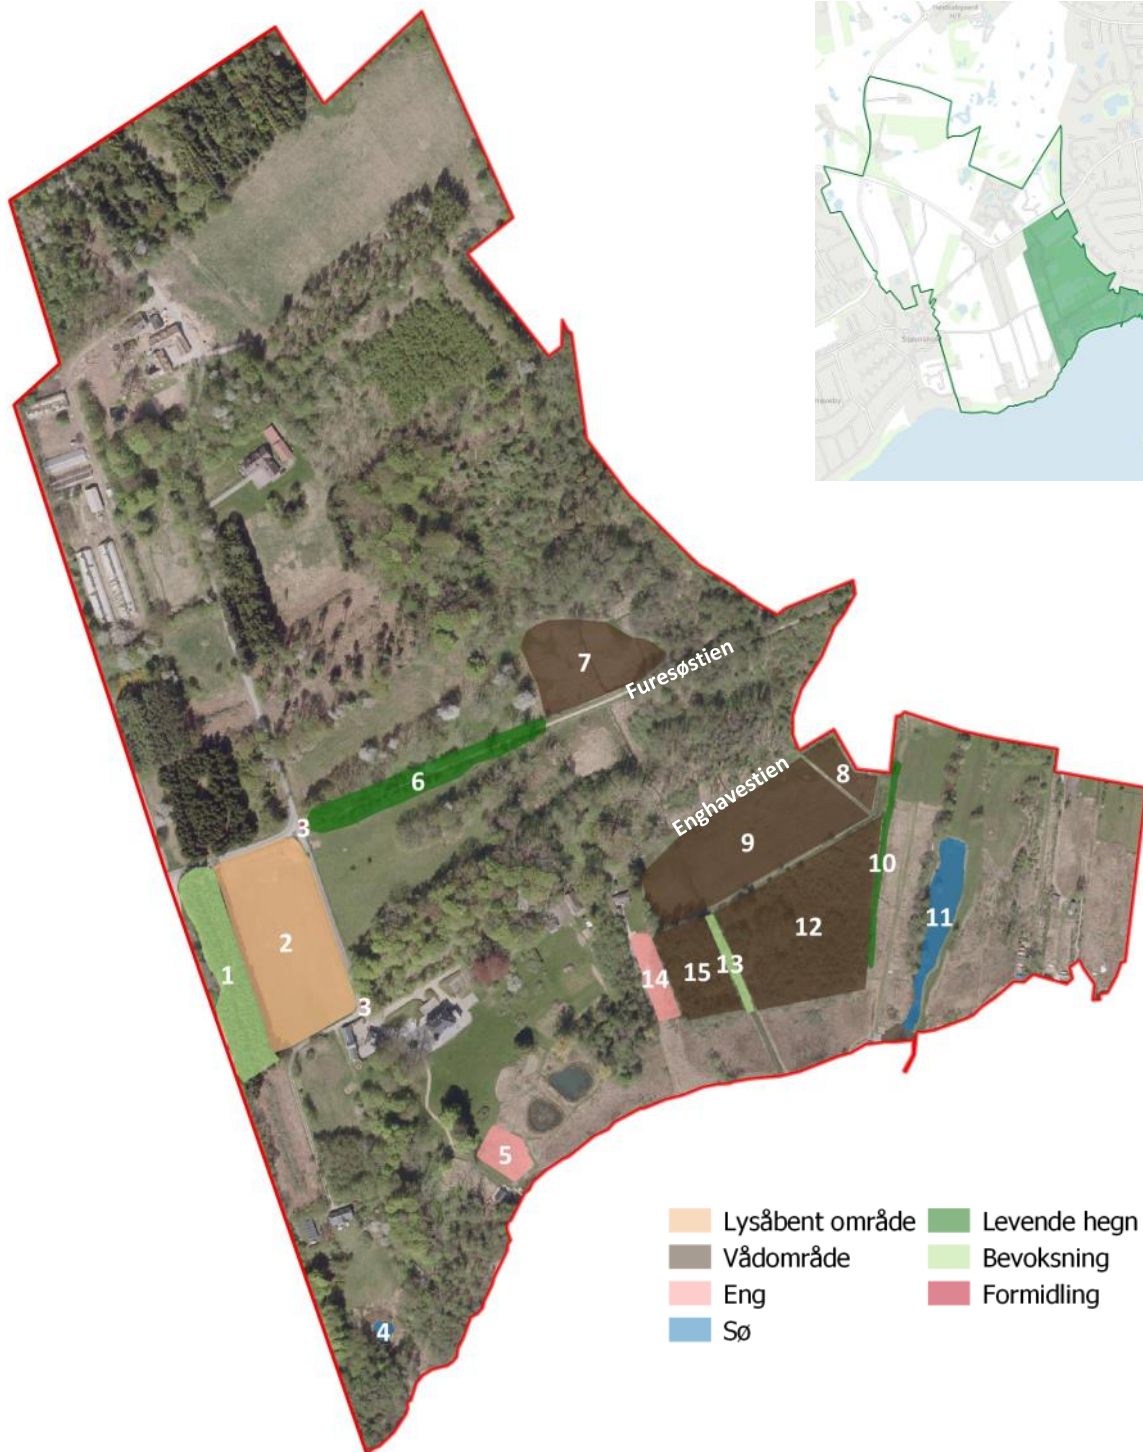 Furesøstien
Enghavestien
7
6
8
3
9
10
11
12
2
1
14
15
13
3
5
4
Lysåbent område
Vådområde
Eng
Sø
Levende hegn
Bevoksning
Formidling